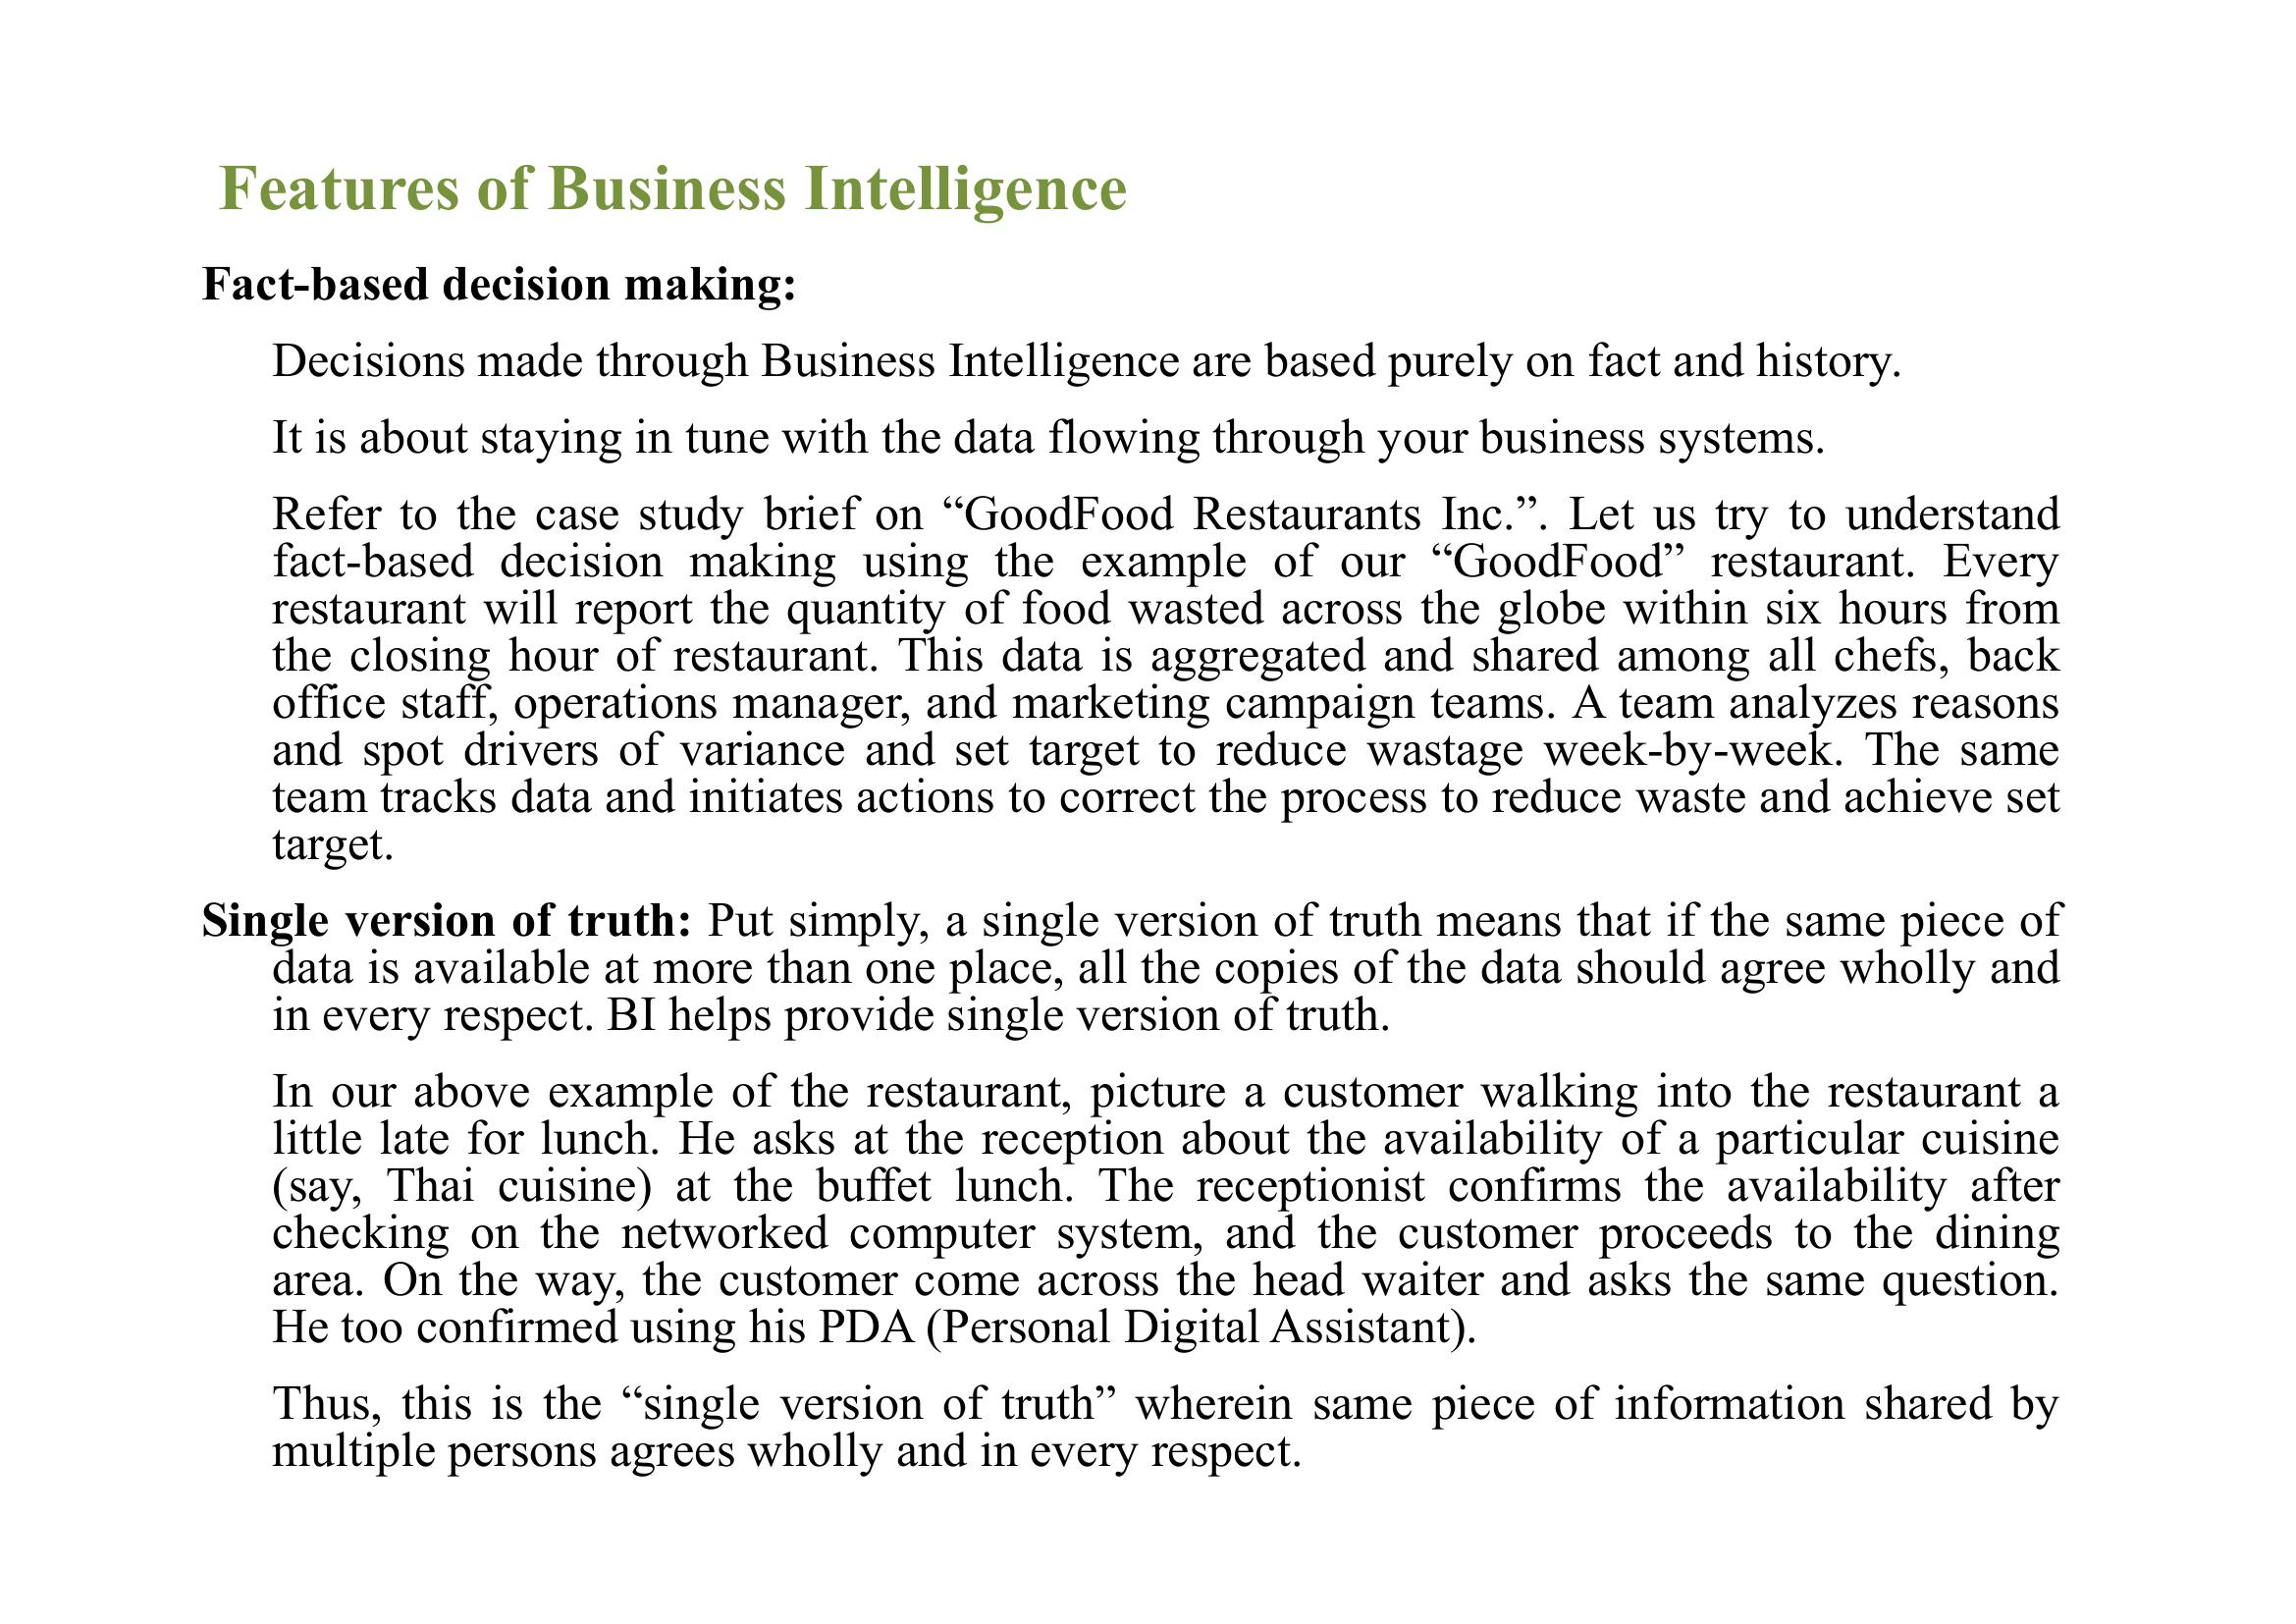 Features of Business Intelligence
Fact-based decision making:
Decisions made through Business Intelligence are based purely on fact and history.
It is about staying in tune with the data flowing through your business systems.
Refer to the case study brief on “GoodFood Restaurants Inc.”. Let us try to understand
fact-based decision making using the example of our “GoodFood” restaurant. Every
restaurant will report the quantity of food wasted across the globe within six hours from
the closing hour of restaurant. This data is aggregated and shared among all chefs, back
office staff, operations manager, and marketing campaign teams. A team analyzes reasons
and spot drivers of variance and set target to reduce wastage week-by-week. The same
team tracks data and initiates actions to correct the process to reduce waste and achieve set
target.
Single version of truth: Put simply, a single version of truth means that if the same piece of
data is available at more than one place, all the copies of the data should agree wholly and
in every respect. BI helps provide single version of truth.
In our above example of the restaurant, picture a customer walking into the restaurant a
little late for lunch. He asks at the reception about the availability of a particular cuisine
(say, Thai cuisine) at the buffet lunch. The receptionist confirms the availability after
checking on the networked computer system, and the customer proceeds to the dining
area. On the way, the customer come across the head waiter and asks the same question.
He too confirmed using his PDA (Personal Digital Assistant).
Thus, this is the “single version of truth” wherein same piece of information shared by
multiple persons agrees wholly and in every respect.